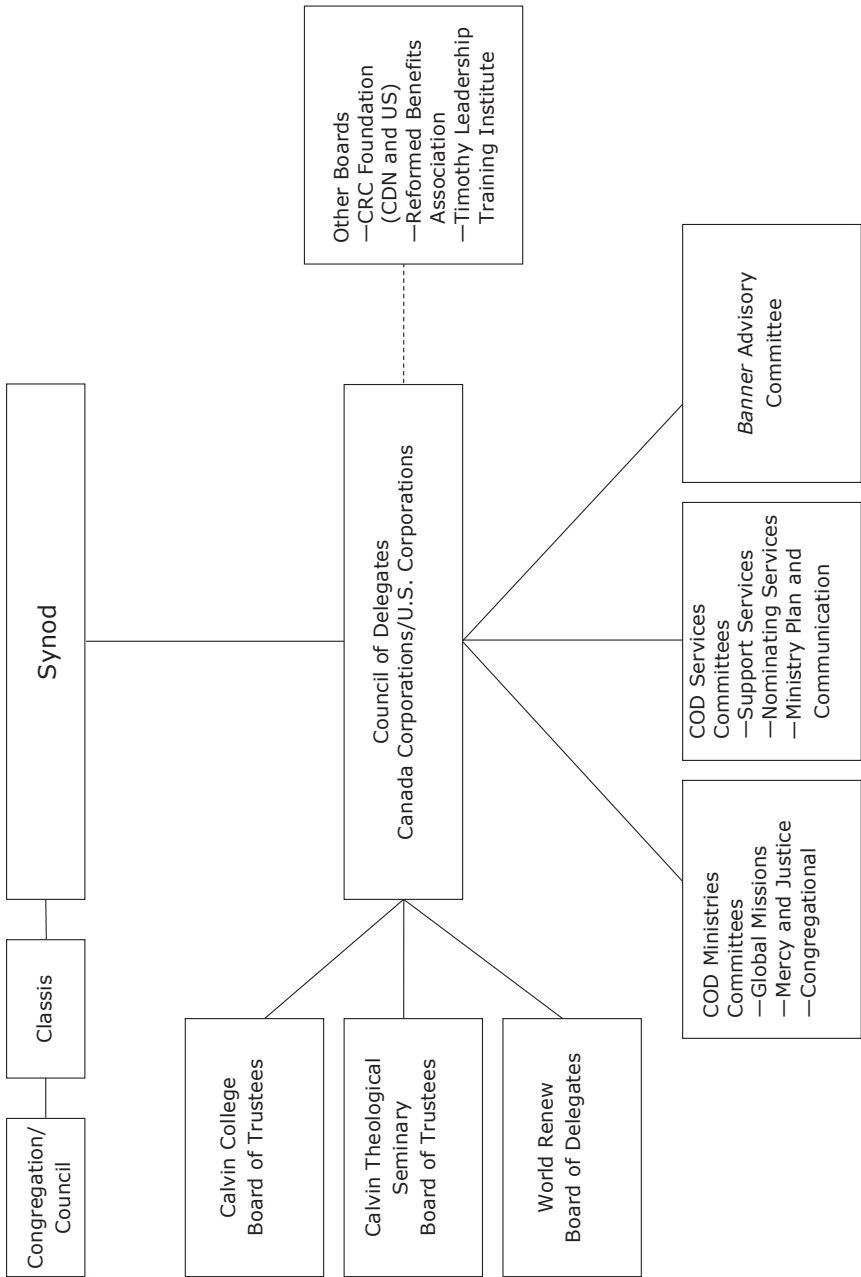 Congregation/
Council
Classis
Synod
Calvin College
Board of Trustees
Calvin Theological
Seminary
Board of Trustees
World Renew
Board of Delegates
Council of Delegates
Canada Corporations/U.S. Corporations
Other Boards
—CRC Foundation
(CDN and US)
—Reformed Benefits
Association
—Timothy Leadership
Training Institute
COD Ministries
Committees
—Global Missions
—Mercy and Justice
—Congregational
COD Services
Committees
—Support Services
—Nominating Services
—Ministry Plan and
Communication
Banner Advisory
Committee